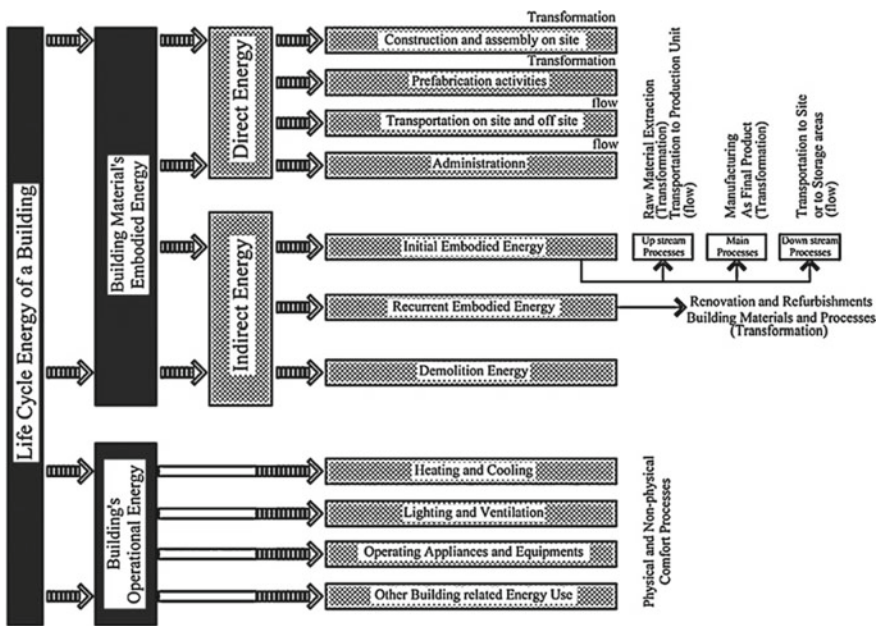 Life Cycle Energy of a Building
Building Material's
Embodied Energy
Direct Energy
Transformation
Construction and assembly on site
Transformation
Prefabrication activities
flow
Transportation on site and off site
flow
Administrationn
Indirect Energy
Initial Embodied Energy
Raw Material Extraction
(Transformation)
Transportation to Production Unit
(flow)
Manufacturing
As Final Product
(Transformation)
Transportation to Site
or to Storage areas
(flow)
Up stream
Processes
Main
Processes
Down stream
Processes
Recurrent Embodied Energy
Renovation and Refurbishments
Building Materials and Processes
(Transformation)
Demolition Energy
Building's
Operational Energy
Heating and Cooling
Lighting and Ventilation
Operating Appliances and Equipments
Other Building related Energy Use
Physical and Non-physical
Comfort Processes